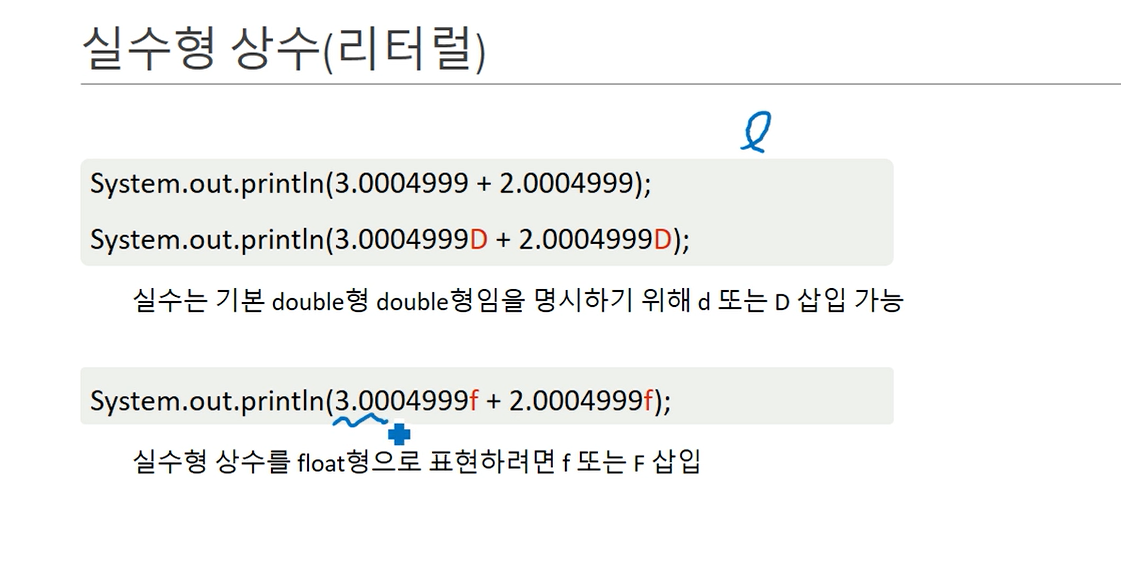 실수형 상수(리터럴)
System.out.println(3.0004999 + 2.0004999);
System.out.println(3.0004999D + 2.0004999D);
실수는 기본 double형 double형임을 명시하기 위해 d 또는 D 삽입 가능
System.out.println(3.0004999f + 2.0004999f);
실수형 상수를 float형으로 표현하려면 f 또는 F 삽입